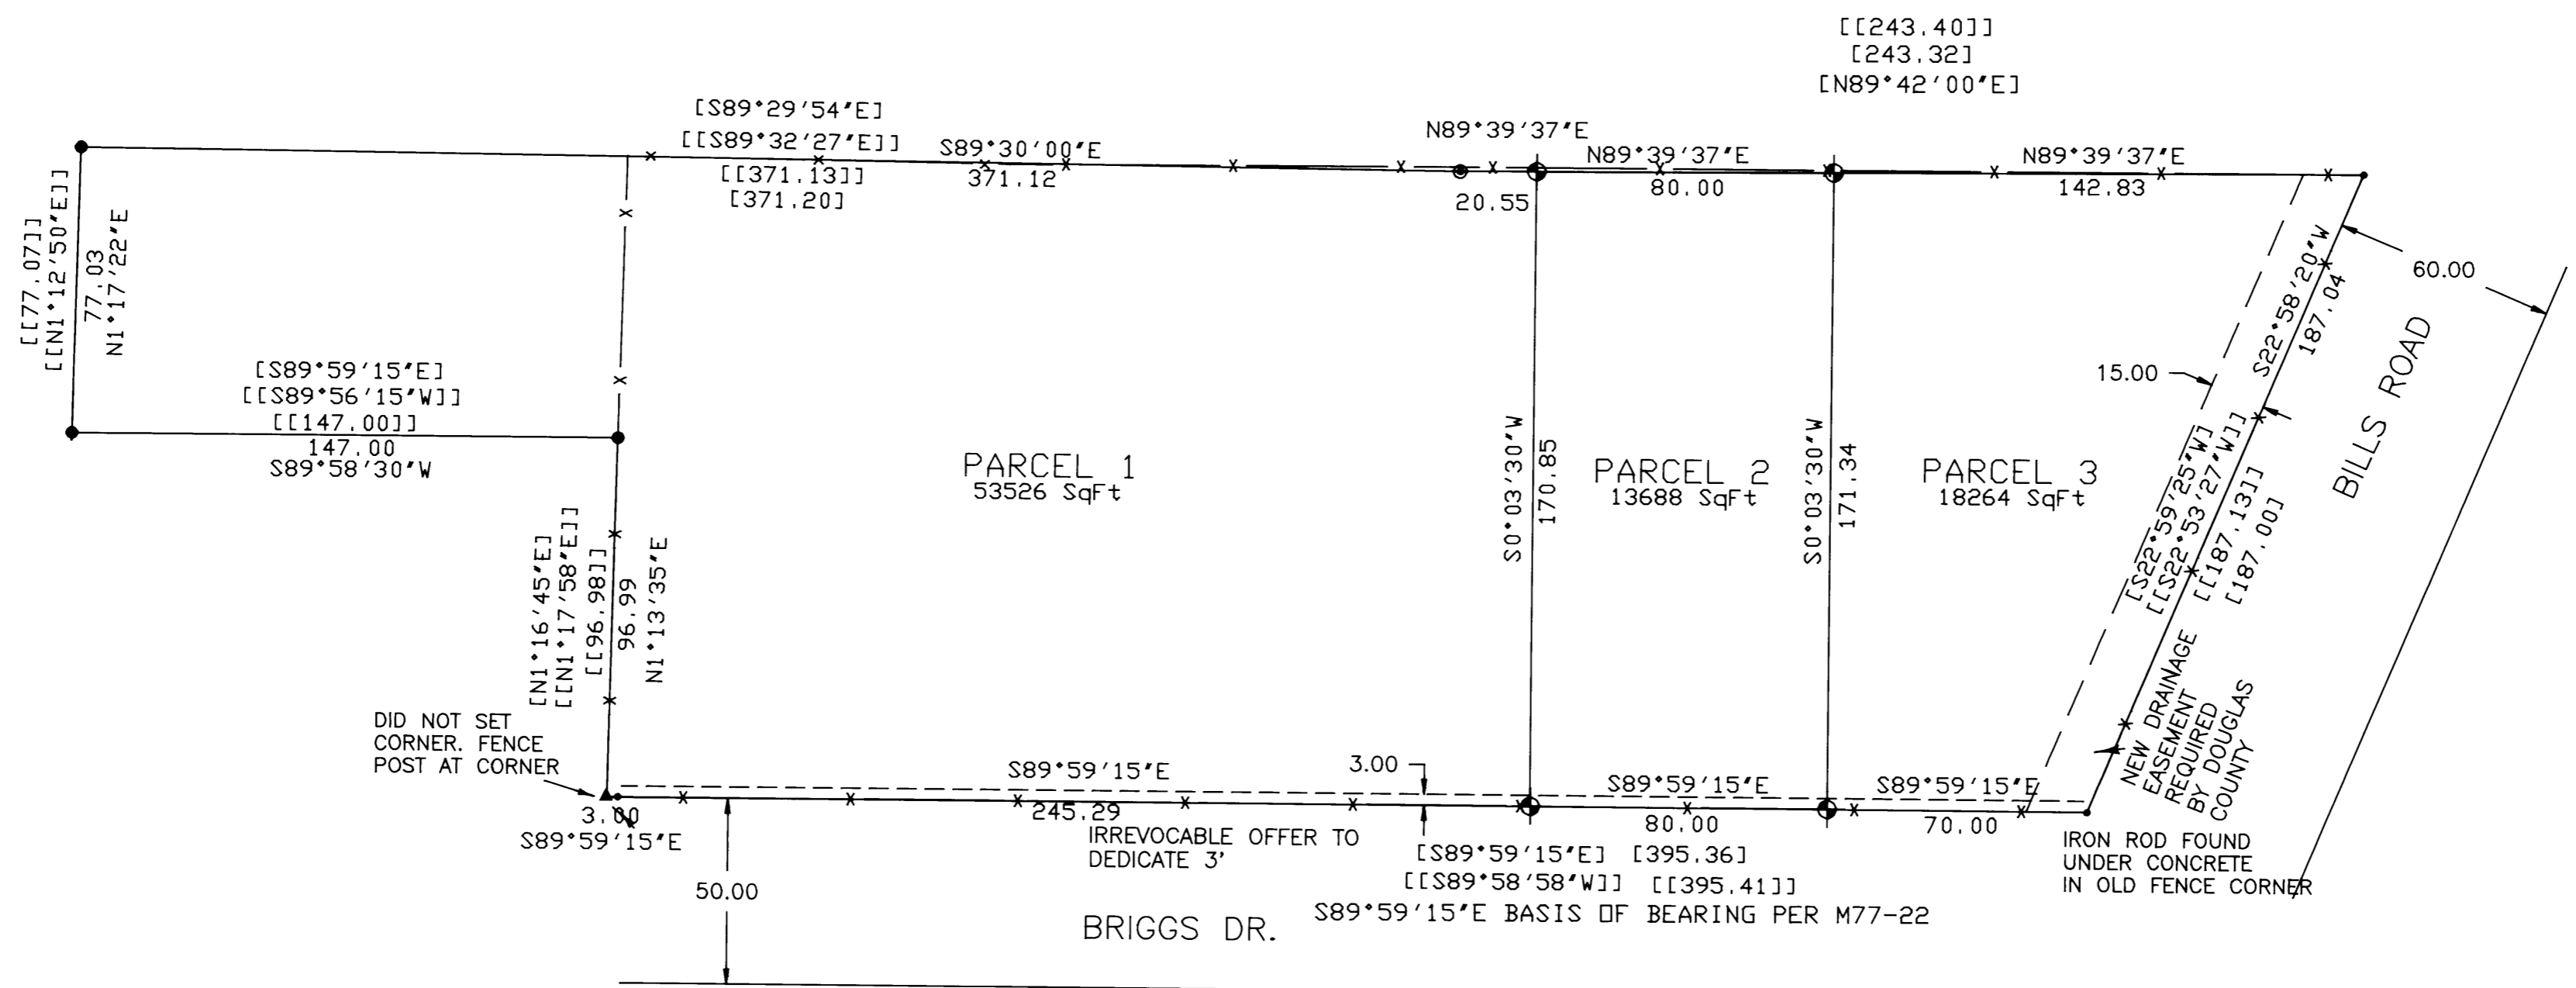 [[243.40]]
[243.32]
[N89°42'00"E]
[S89°29'54"E]
[[S89°32'27"E]]
S89°30'00"E
[[371.13]]
371.12
[371.20]
N89°39'37"E
20.55
N89°39'37"E
80.00
N89°39'37"E
142.83
[[77.07]]
[[N1°12'50"E]]
77.03
N1°17'22"E
[S89°59'15"E]
[[S89°56'15"W]]
[[147.00]]
147.00
S89°58'30"W
PARCEL 1
53526 SqFt
S0°03'30"W
170.85
PARCEL 2
13688 SqFt
S0°03'30"W
171.34
PARCEL 3
18264 SqFt
15.00
S22°58'20"W
187.04
60.00
BILLS ROAD
[S22°59'25"W]
[[S22°53'27"W]]
[[187.13]]
[187.00]
[N1°16'45"E]
[[N1°17'58"E]]
[[96.98]]
96.99
N1°13'35"E
DID NOT SET
CORNER. FENCE
POST AT CORNER
3.00
S89°59'15"E
S89°59'15"E
245.29
3.00
IRREVOCABLE OFFER TO
DEDICATE 3'
S89°59'15"E
80.00
S89°59'15"E
70.00
NEW DRAINAGE
EASEMENT
REQUIRED
BY DOUGLAS
COUNTY
IRON ROD FOUND
UNDER CONCRETE
IN OLD FENCE CORNER
[S89°59'15"E] [395.36]
[[S89°58'58"W]] [[395.41]]
S89°59'15"E BASIS OF BEARING PER M77-22
50.00
BRIGGS DR.